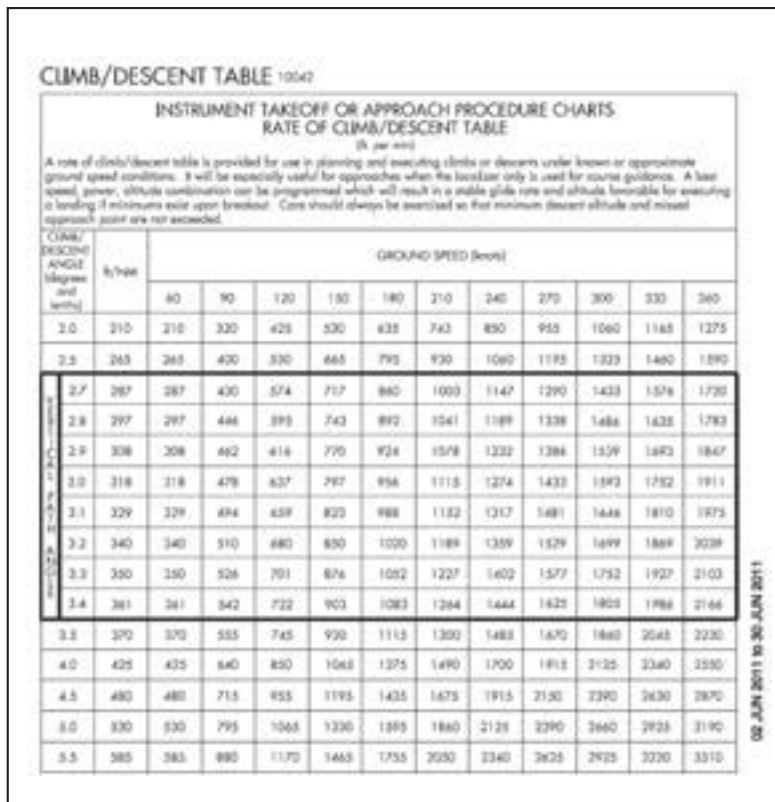 CLIMB/DESCENT TABLE 10042
INSTRUMENT TAKEOFF OR APPROACH PROCEDURE CHARTS
RATE OF CLIMB/DESCENT TABLE
(ft. per min)
A rate of climb/descent table is provided for use in planning and executing climbs or descents under known or approximate
ground speed conditions. It will be especially useful for approaches when the localizer only is used for course guidance. A best
speed, power, altitude combination can be programmed which will result in a stable glide rate and altitude favorable for executing
a landing if minimums exist upon breakout. Care should always be exercised so that minimum descent altitude and missed
approach point are not exceeded.
CLIMB/
DESCENT
ANGLE
(degrees
and
tenths)
ft/NM
GROUND SPEED (knots)
60 90 120 150 180 210 240 270 300 330 360
2.0 210 210 320 425 530 635 743 850 955 1060 1165 1275
2.5 265 265 400 530 665 795 930 1060 1195 1325 1460 1590
VERTICAL PATH ANGLE
2.7 287 287 430 574 717 860 1003 1147 1290 1433 1576 1720
2.8 297 297 446 595 743 892 1041 1189 1338 1486 1635 1783
2.9 308 308 462 616 770 924 1078 1232 1386 1539 1693 1847
3.0 318 318 478 637 797 956 1115 1274 1433 1593 1752 1911
3.1 329 329 494 659 823 988 1152 1317 1481 1646 1810 1975
3.2 340 340 510 680 850 1020 1189 1359 1529 1699 1869 2039
3.3 350 350 526 701 876 1052 1227 1402 1577 1752 1927 2103
3.4 361 361 542 722 903 1083 1264 1444 1625 1805 1986 2166
3.5 370 370 555 745 930 1115 1300 1485 1670 1860 2045 2230
4.0 425 425 640 850 1065 1275 1490 1700 1915 2125 2340 2550
4.5 480 480 715 955 1195 1435 1675 1915 2150 2390 2630 2870
5.0 530 530 795 1065 1330 1595 1860 2125 2390 2660 2925 3190
5.5 585 585 880 1170 1465 1755 2050 2340 2635 2925 3220 3510
02 JUN 2011 to 30 JUN 2011